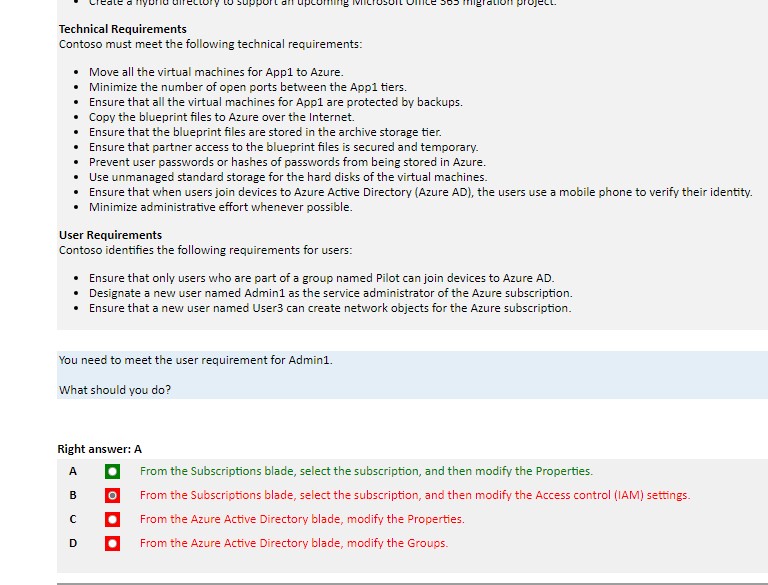 Create a hybrid directory to support an upcoming Microsoft Office 365 migration project.
Technical Requirements
Contoso must meet the following technical requirements:
Move all the virtual machines for App1 to Azure.
Minimize the number of open ports between the App1 tiers.
Ensure that all the virtual machines for App1 are protected by backups.
Copy the blueprint files to Azure over the Internet.
Ensure that the blueprint files are stored in the archive storage tier.
Ensure that partner access to the blueprint files is secured and temporary.
Prevent user passwords or hashes of passwords from being stored in Azure.
Use unmanaged standard storage for the hard disks of the virtual machines.
Ensure that when users join devices to Azure Active Directory (Azure AD), the users use a mobile phone to verify their identity.
Minimize administrative effort whenever possible.
User Requirements
Contoso identifies the following requirements for users:
Ensure that only users who are part of a group named Pilot can join devices to Azure AD.
Designate a new user named Admin1 as the service administrator of the Azure subscription.
Ensure that a new user named User3 can create network objects for the Azure subscription.
You need to meet the user requirement for Admin1.
What should you do?
Right answer: A
A From the Subscriptions blade, select the subscription, and then modify the Properties.
B From the Subscriptions blade, select the subscription, and then modify the Access control (IAM) settings.
C From the Azure Active Directory blade, modify the Properties.
D From the Azure Active Directory blade, modify the Groups.